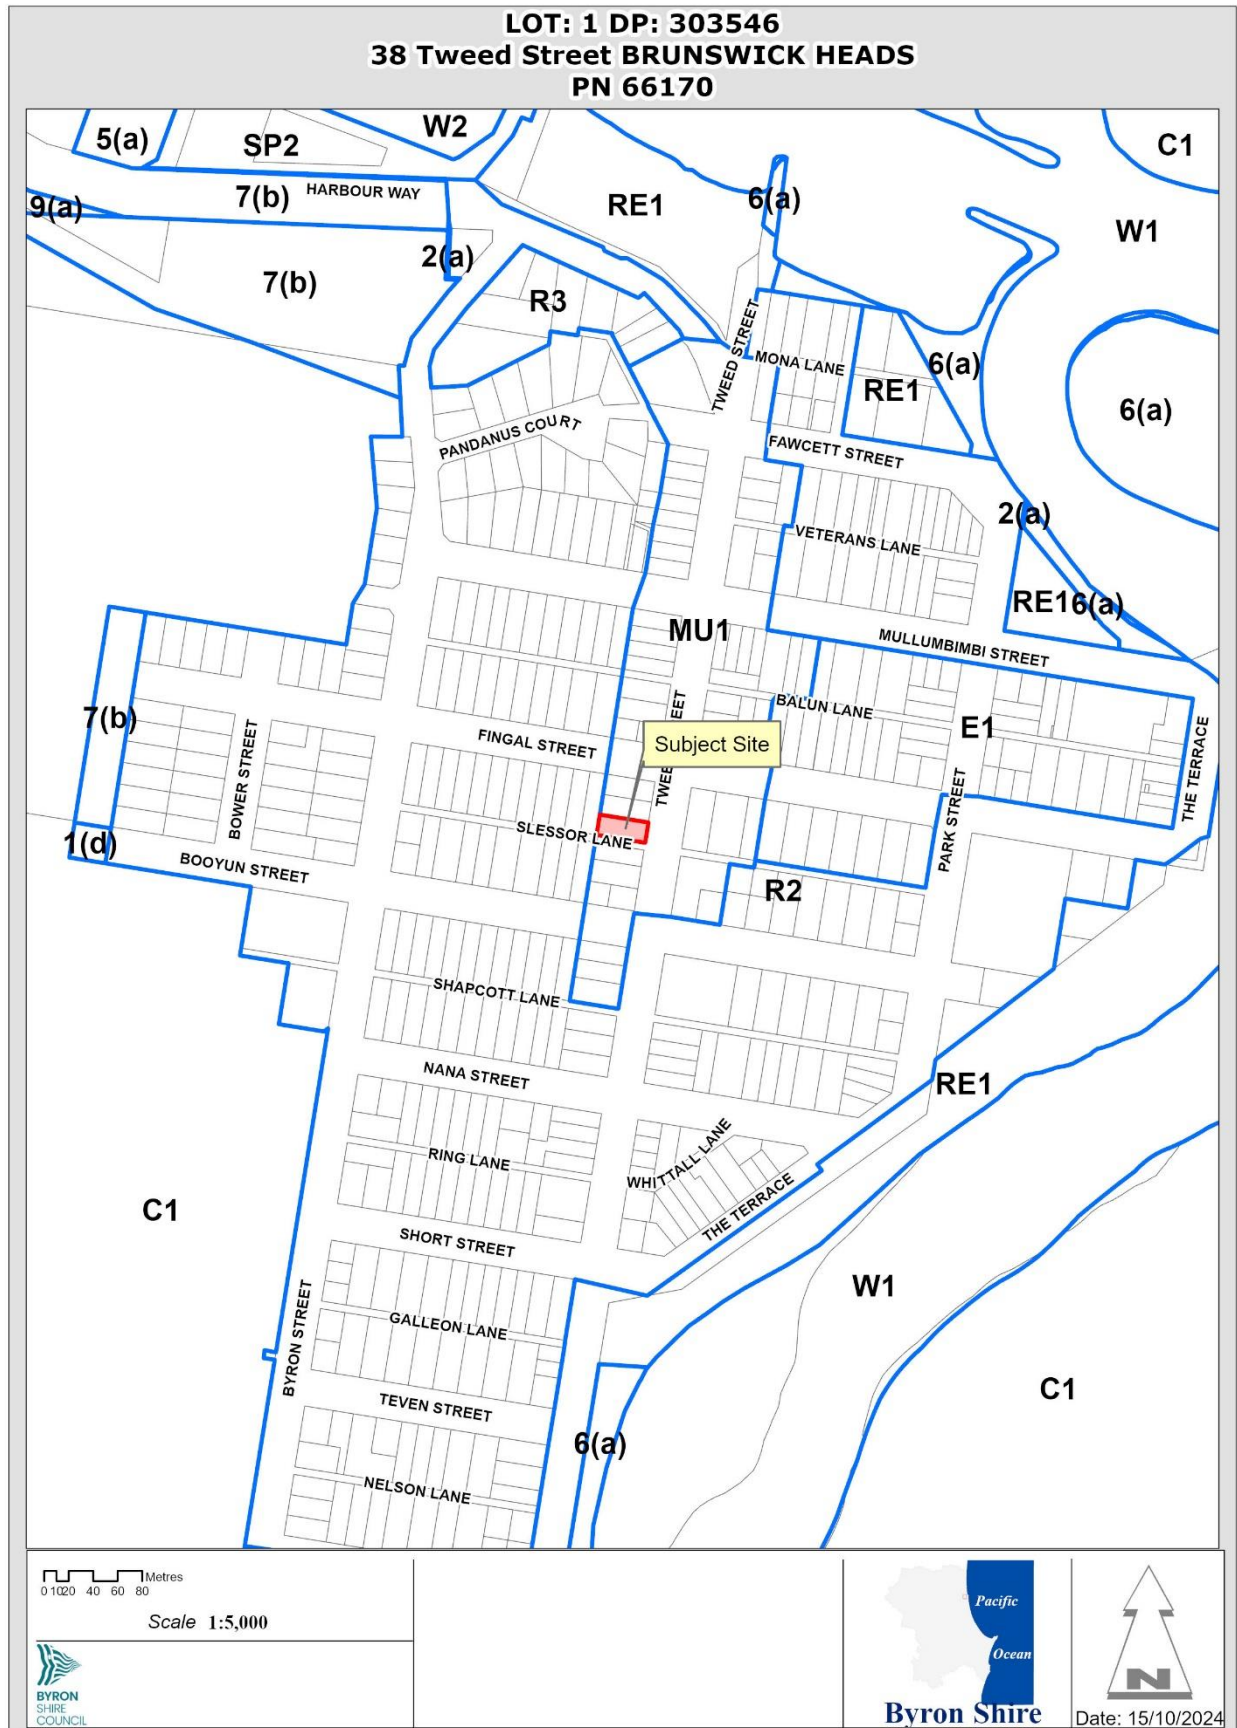 LOT: 1 DP: 303546
38 Tweed Street BRUNSWICK HEADS
PN 66170
5(a)
SP2
W2
C1
9(a)
7(b)
HARBOUR WAY
RE1
6(a)
W1
2(a)
7(b)
R3
TWEED STREET
MONA LANE
6(a)
RE1
6(a)
PANDANUS COURT
FAWCETT STREET
2(a)
VETERANS LANE
RE1
6(a)
MU1
MULLUMBIMBI STREET
7(b)
BALUN LANE
E1
BOWER STREET
FINGAL STREET
Subject Site
TWEED STREET
THE TERRACE
SLESSOR LANE
PARK STREET
1(d)
BOOYUN STREET
R2
SHAPCOTT LANE
NANA STREET
RE1
RING LANE
WHITTALL LANE
THE TERRACE
C1
SHORT STREET
W1
BYRON STREET
GALLEON LANE
C1
TEVEN STREET
6(a)
NELSON LANE
0 10 20 40 60 80 Metres
Scale 1:5,000
BYRON
SHIRE
COUNCIL
Pacific
Ocean
Byron Shire
N
Date: 15/10/2024